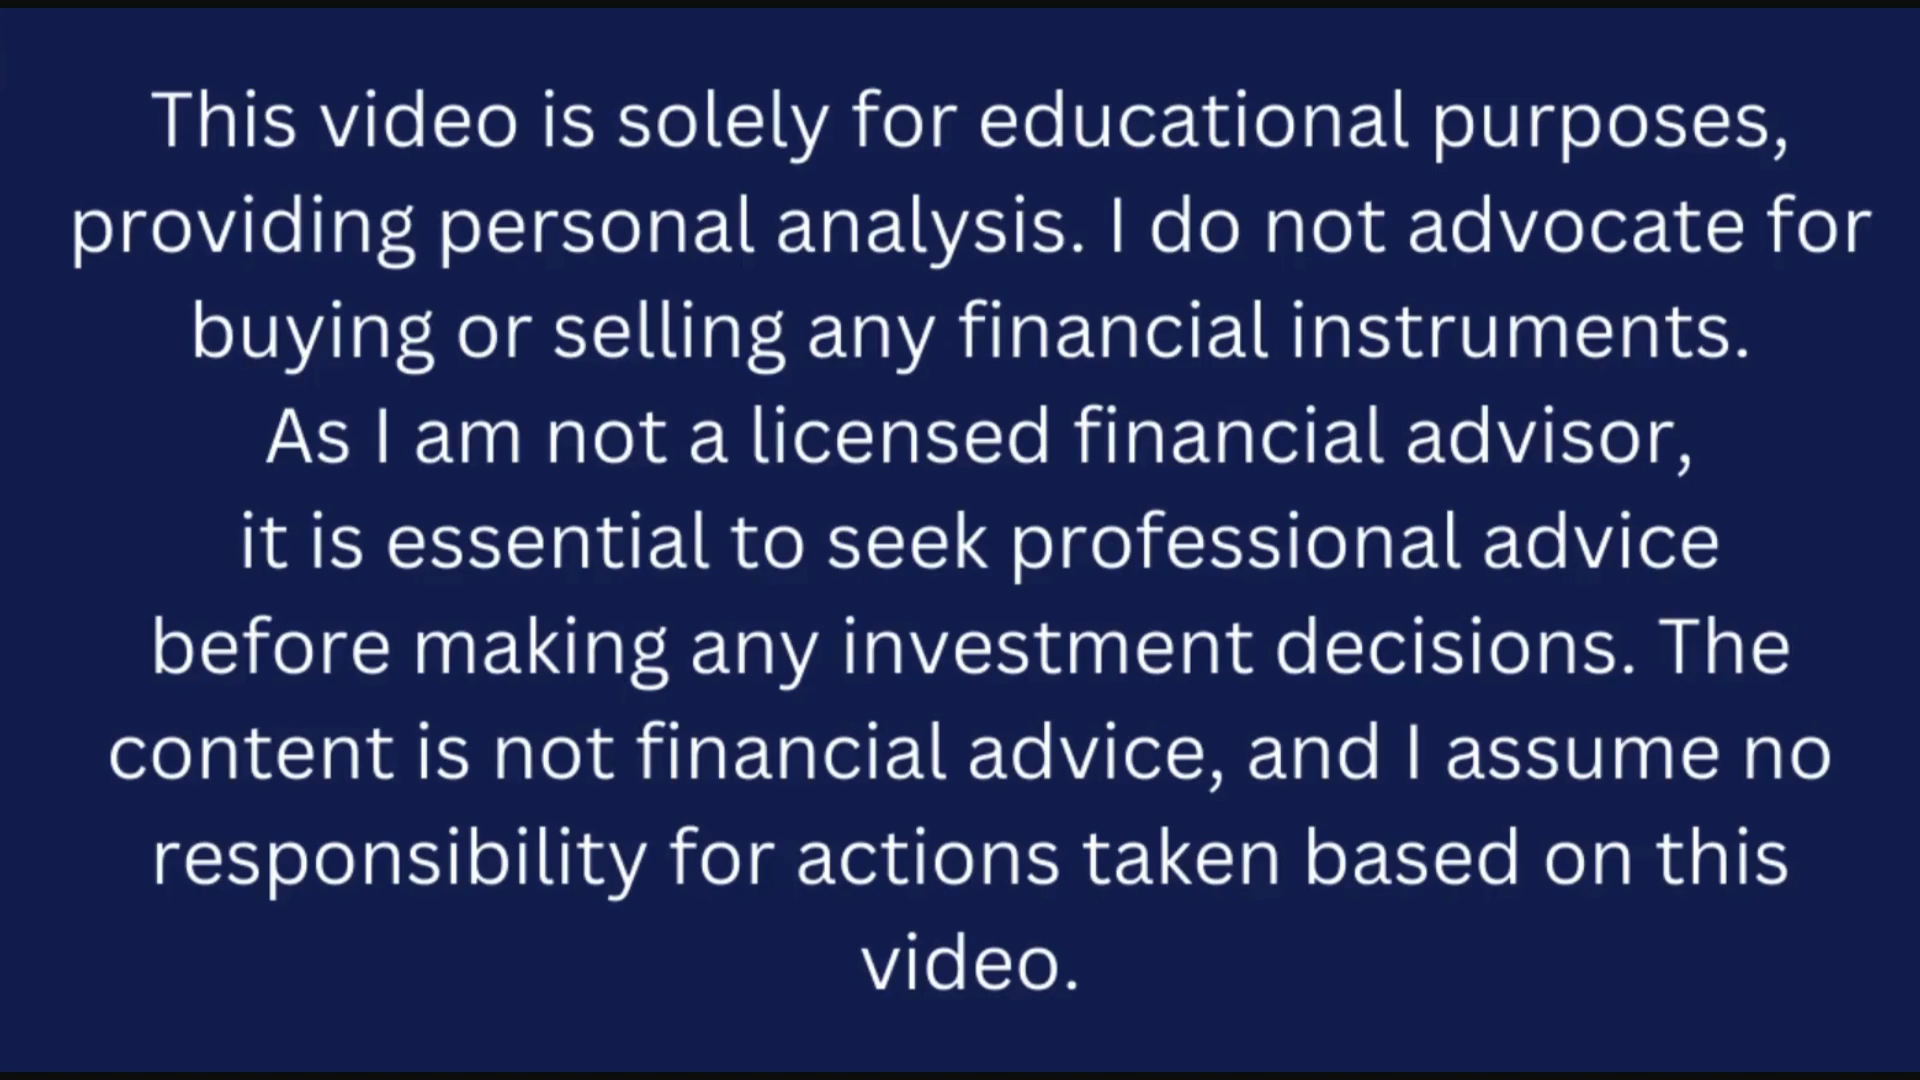 This video is solely for educational purposes,
providing personal analysis. I do not advocate for
buying or selling any financial instruments.
As I am not a licensed financial advisor,
it is essential to seek professional advice
before making any investment decisions. The
content is not financial advice, and I assume no
responsibility for actions taken based on this
video.